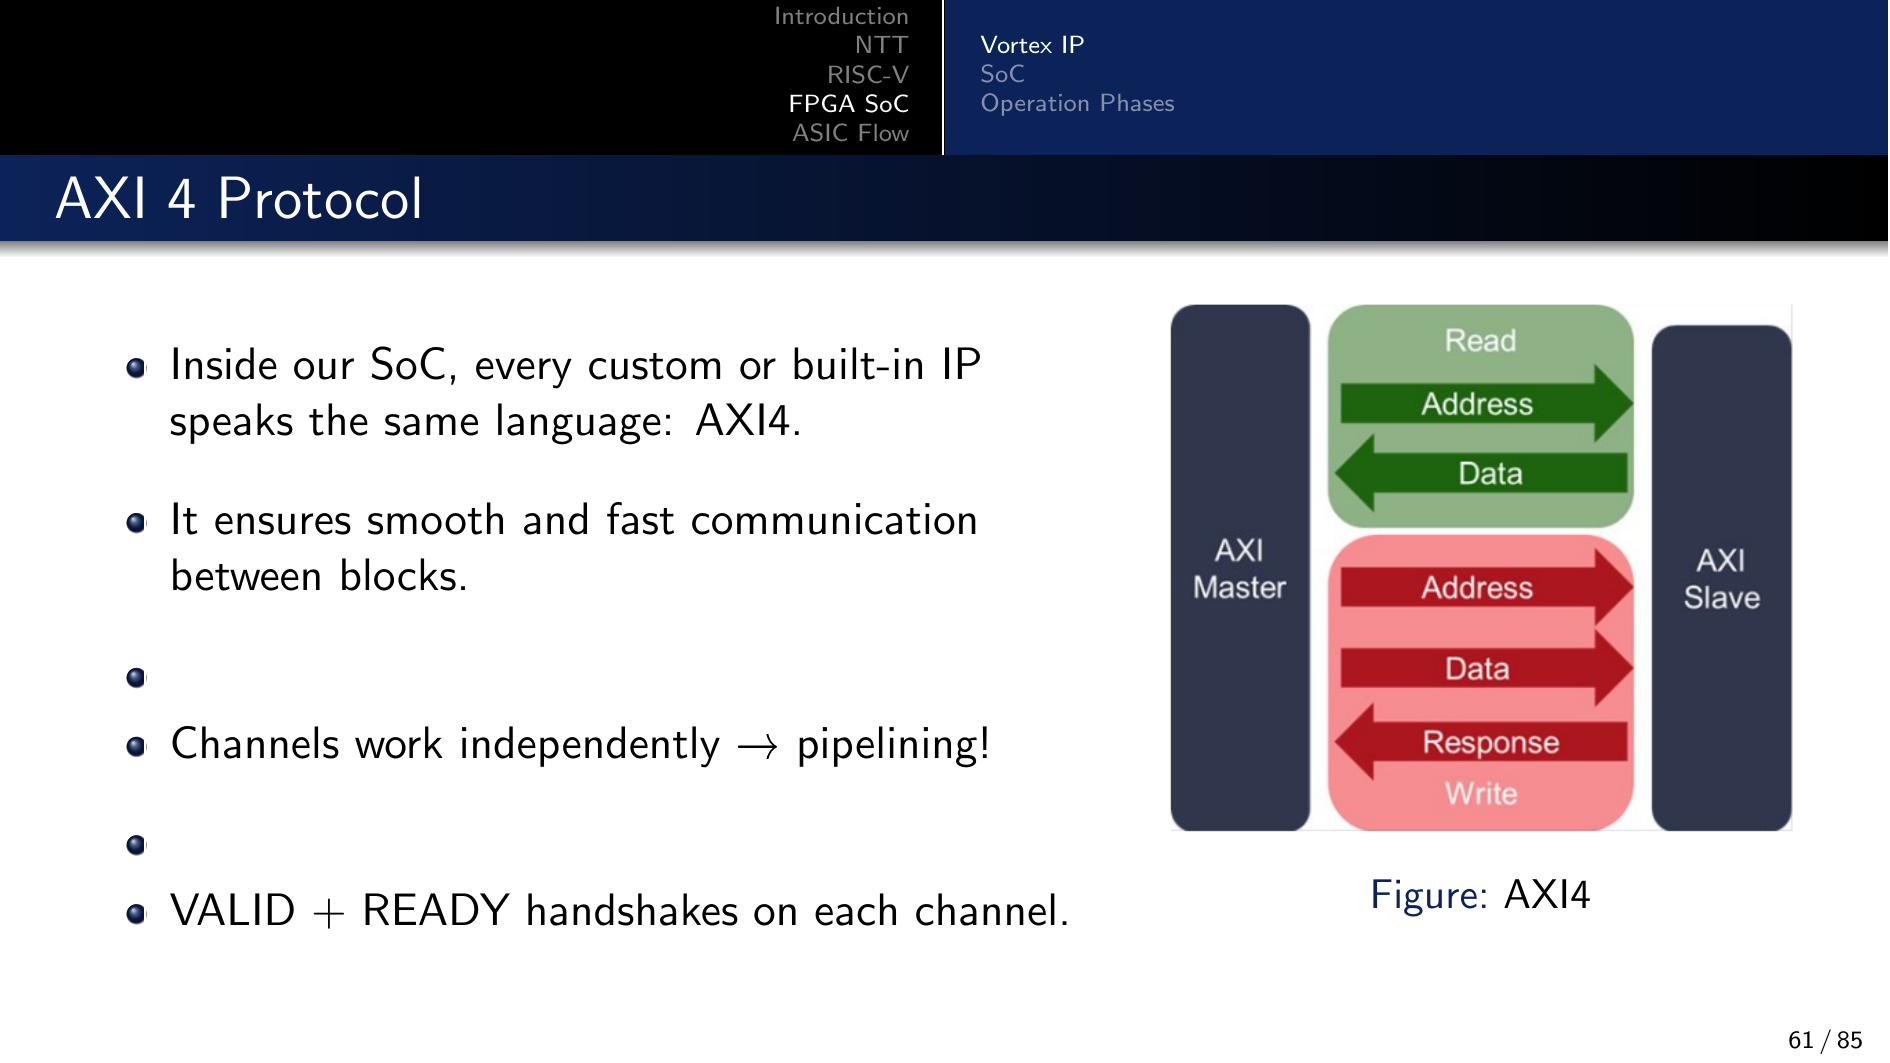 Introduction
NTT
RISC-V
FPGA SoC
ASIC Flow
Vortex IP
SoC
Operation Phases
AXI 4 Protocol
Inside our SoC, every custom or built-in IP
speaks the same language: AXI4.
It ensures smooth and fast communication
between blocks.
Channels work independently → pipelining!
VALID + READY handshakes on each channel.
AXI
Master
Read
Address
Data
Address
Data
Response
Write
AXI
Slave
Figure: AXI4
61 / 85